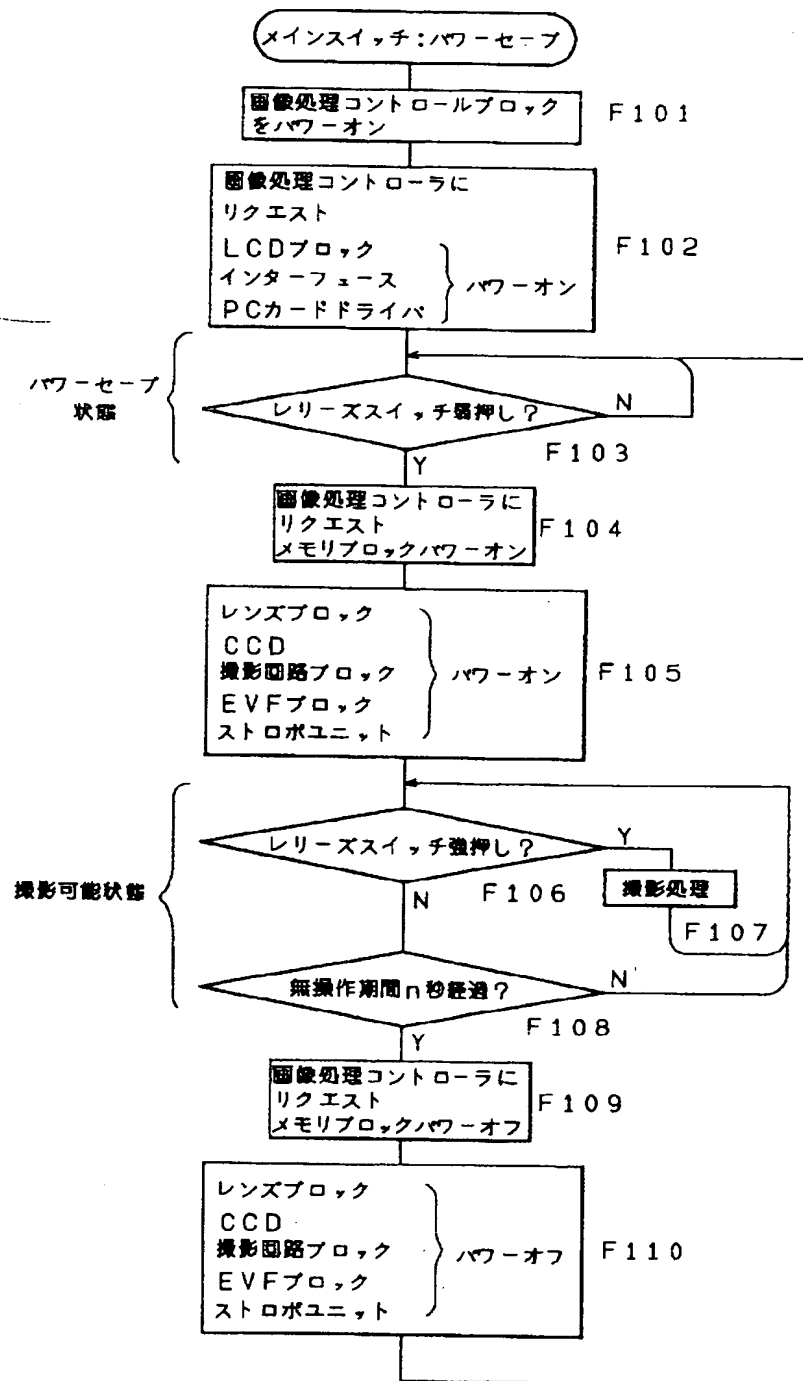 メインスイッチ:パワーセーブ
画像処理コントロールブロック
をパワーオン
F101
画像処理コントローラに
リクエスト
LCDブロック
インターフェース
PCカードドライバ
パワーオン
F102
パワーセーブ
状態
レリーズスイッチ弱押し?
N
F103
Y
画像処理コントローラに
リクエスト
メモリブロックパワーオン
F104
レンズブロック
CCD
撮影回路ブロック
EVFブロック
ストロボユニット
パワーオン
F105
撮影可能状態
レリーズスイッチ強押し?
Y
F106
N
撮影処理
F107
無操作期間n秒経過?
N
F108
Y
画像処理コントローラに
リクエスト
メモリブロックパワーオフ
F109
レンズブロック
CCD
撮影回路ブロック
EVFブロック
ストロボユニット
パワーオフ
F110